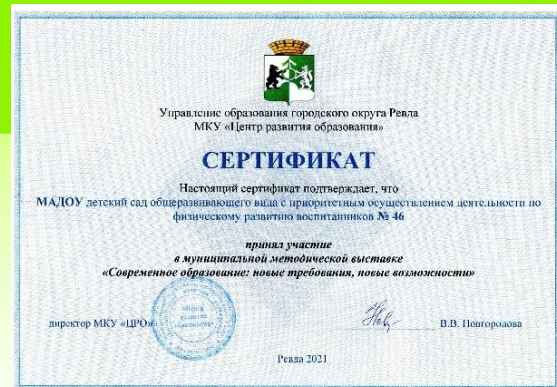 Управление образования городского округа Ревда
МКУ «Центр развития образования»
СЕРТИФИКАТ
Настоящий сертификат подтверждает, что
МАДОУ детский сад общеразвивающего вида с приоритетным осуществлением деятельности по
физическому развитию воспитанников № 46
принял участие
в муниципальной методической выставке
«Современное образование: новые требования, новые возможности»
директор МКУ «ЦРО»
В.В. Новгородова
Ревда 2021